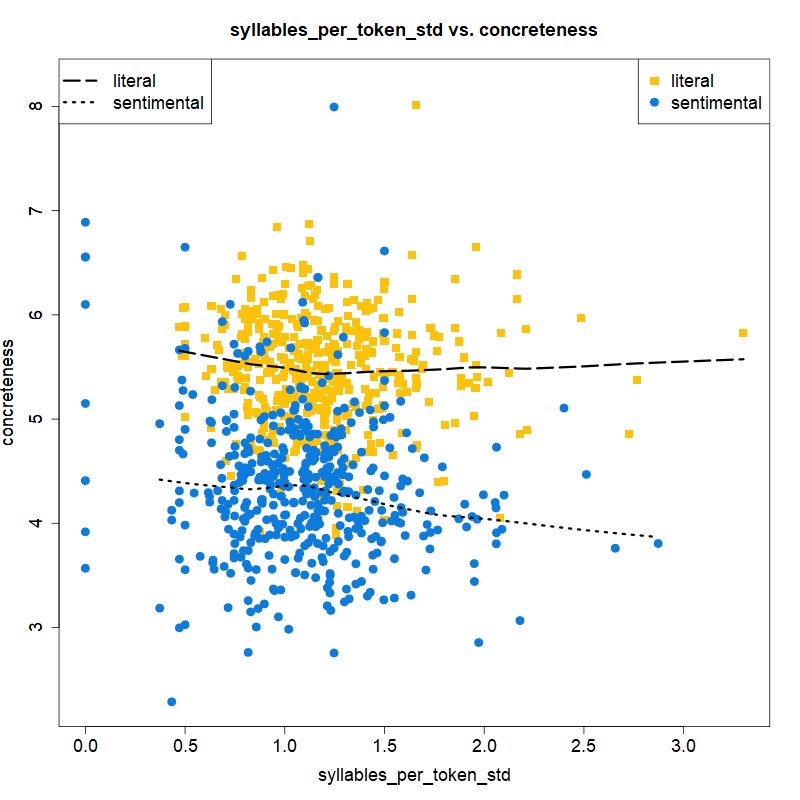 syllables_per_token_std vs. concreteness
literal
sentimental
literal
sentimental
concreteness
8
7
6
5
4
3
0.0 0.5 1.0 1.5 2.0 2.5 3.0
syllables_per_token_std